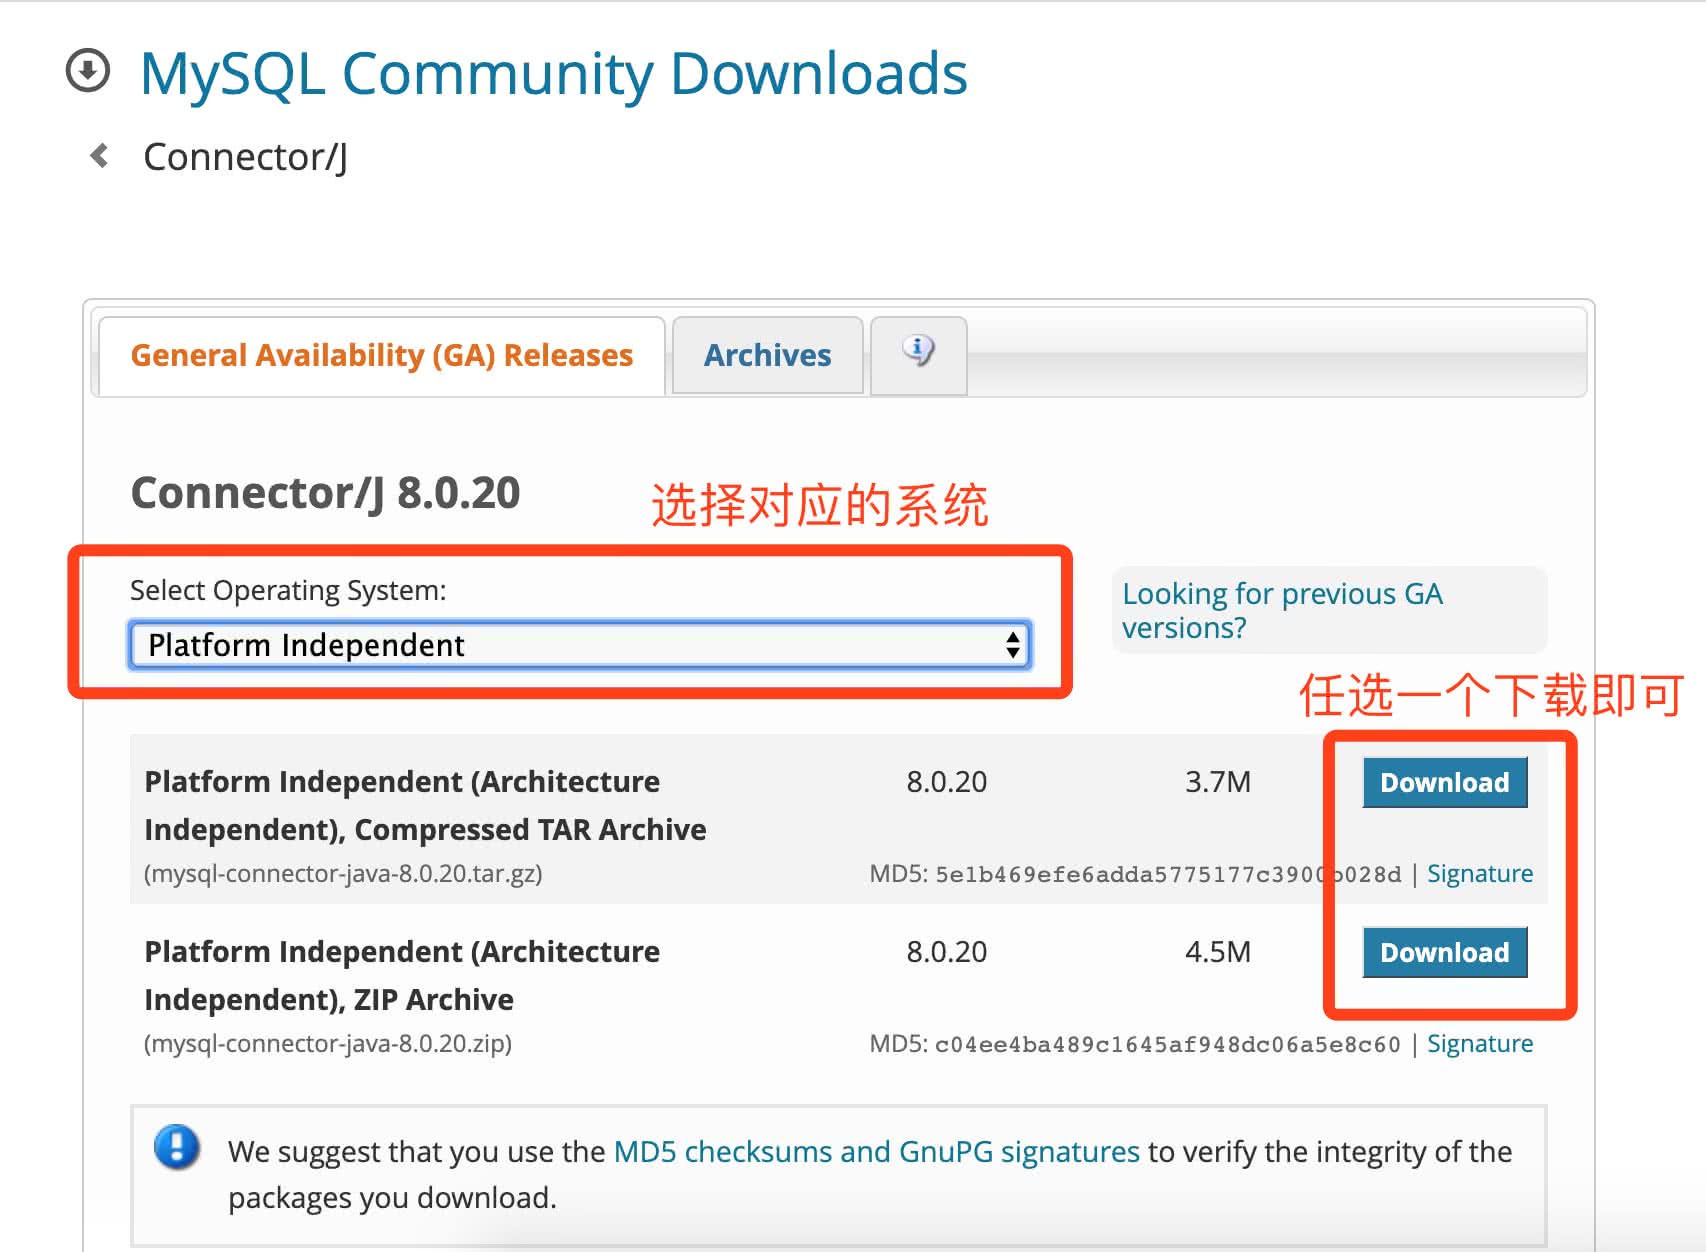 MySQL Community Downloads
Connector/J
General Availability (GA) Releases
Archives
Connector/J 8.0.20
选择对应的系统
Select Operating System:
Platform Independent
Looking for previous GA
versions?
任选一个下载即可
Platform Independent (Architecture
Independent), Compressed TAR Archive
8.0.20
3.7M
Download
(mysql-connector-java-8.0.20.tar.gz)
MD5: 5e1b469efe6adda5775177c3900b028d | Signature
Platform Independent (Architecture
Independent), ZIP Archive
8.0.20
4.5M
Download
(mysql-connector-java-8.0.20.zip)
MD5: c04ee4ba489c1645af948dc06a5e8c60 | Signature
We suggest that you use the MD5 checksums and GnuPG signatures to verify the integrity of the
packages you download.